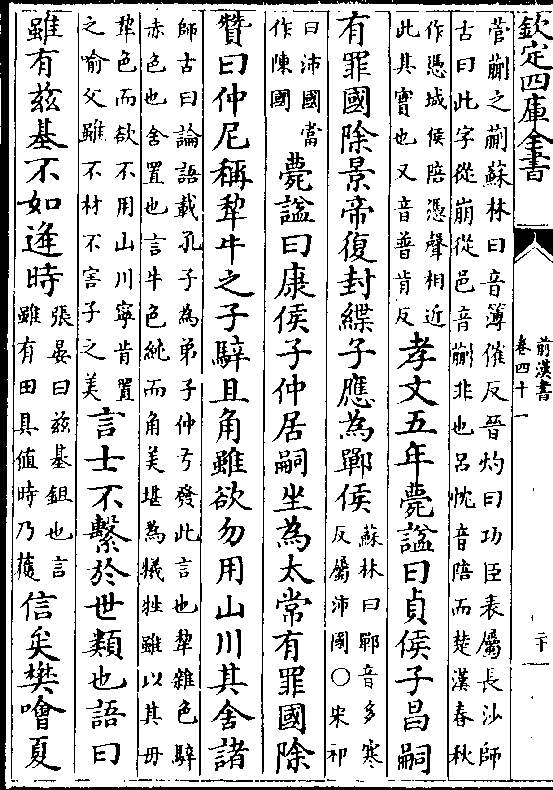 欽定四庫全書
前漢書
卷四十一
二十
菅蒯之蒯蘇林曰音簿催反晉灼曰功臣表屬長沙師
古曰此字從崩從邑音蒯非也呂忱音陪而楚漢春秋
作憑城侯陪憑聲相近
此其實也又音普肯反
孝文五年薨諡曰貞侯子昌嗣
有罪國除景帝復封緤子應為鄲侯
蘇林曰鄲音多寒
反屬沛國○宋祁
曰沛國當
作陳國
薨諡曰康侯子仲居嗣坐為太常有罪國除
贊曰仲尼稱犂牛之子騂且角雖欲勿用山川其舍諸
師古曰論語載孔子為弟子仲弓發此言也犂雜色騂
赤色也舍置也言牛色純而角美堪為犧牲雖以其母
犂色而欲不用山川寧肯置
之喻父雖不材不害子之美
言士不繫於世類也語曰
雖有兹基不如逢時
張晏曰兹基鉏也言
雖有田具值時乃獲
信矣樊噲夏